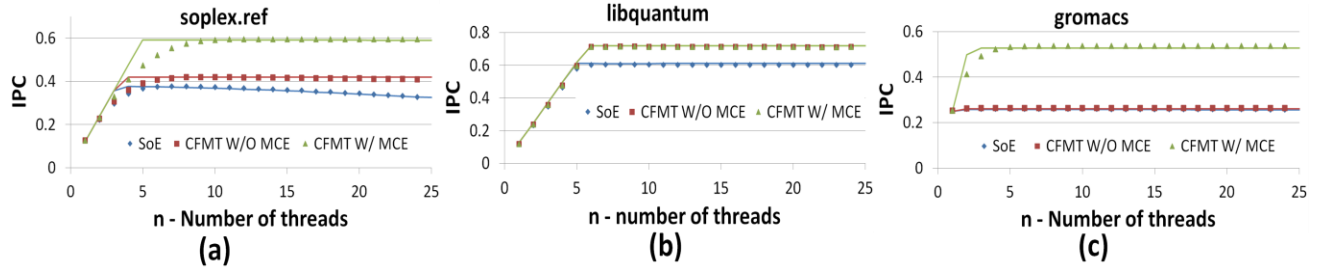 soplex.ref
0.6
0.4
0.2
0
IPC
SoE CFMT W/O MCE CFMT W/ MCE
0 5 10 15 20 25
n - Number of threads
(a)
libquantum
0.8
0.6
0.4
0.2
0
IPC
SoE CFMT W/O MCE CFMT W/ MCE
0 5 10 15 20 25
n - number of threads
(b)
gromacs
0.6
0.4
0.2
0
IPC
SoE CFMT W/O MCE CFMT W/ MCE
0 5 10 15 20 25
n - Number of threads
(c)